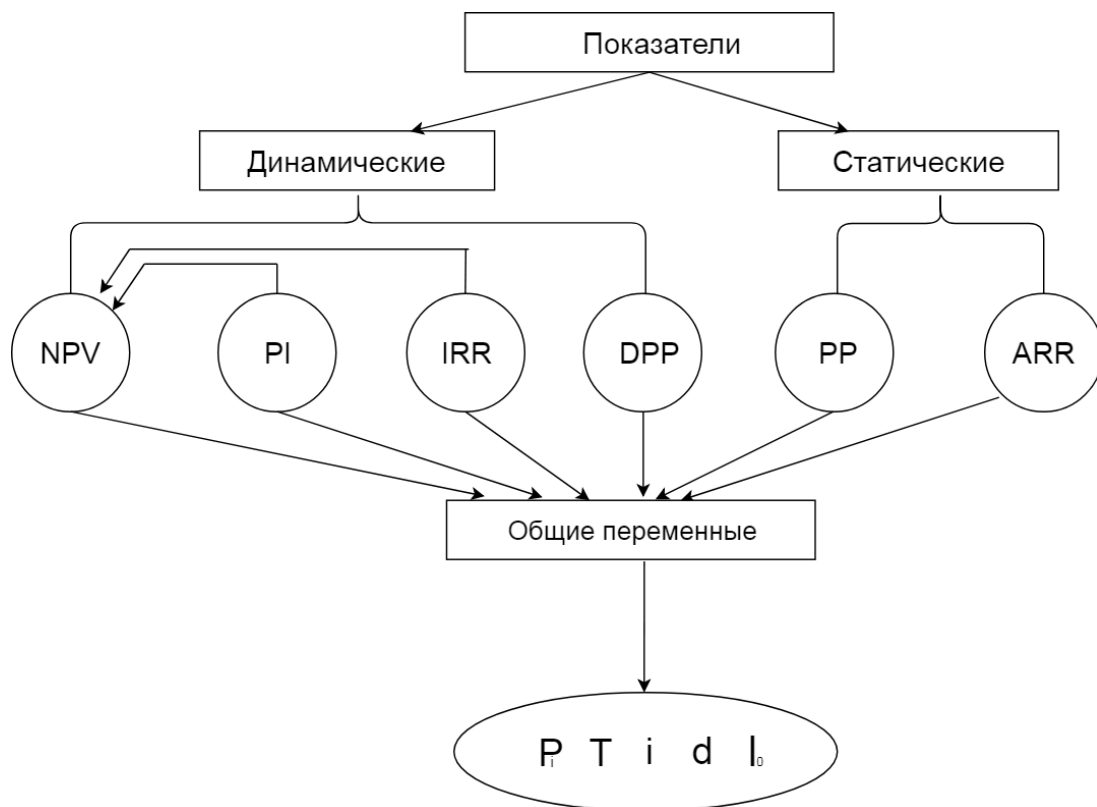 Показатели
Динамические
Статические
NPV PI IRR DPP PP ARR
Общие переменные
Pᵢ T i d I₀